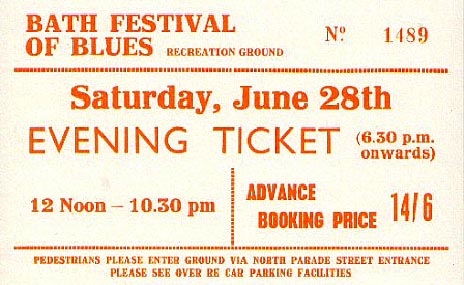 BATH FESTIVAL
OF BLUES RECREATION GROUND
Nº 1489
Saturday, June 28th
EVENING TICKET (6.30 p.m.
onwards)
12 Noon – 10.30 pm
ADVANCE
BOOKING PRICE 14/6
PEDESTRIANS PLEASE ENTER GROUND VIA NORTH PARADE STREET ENTRANCE
PLEASE SEE OVER RE CAR PARKING FACILITIES